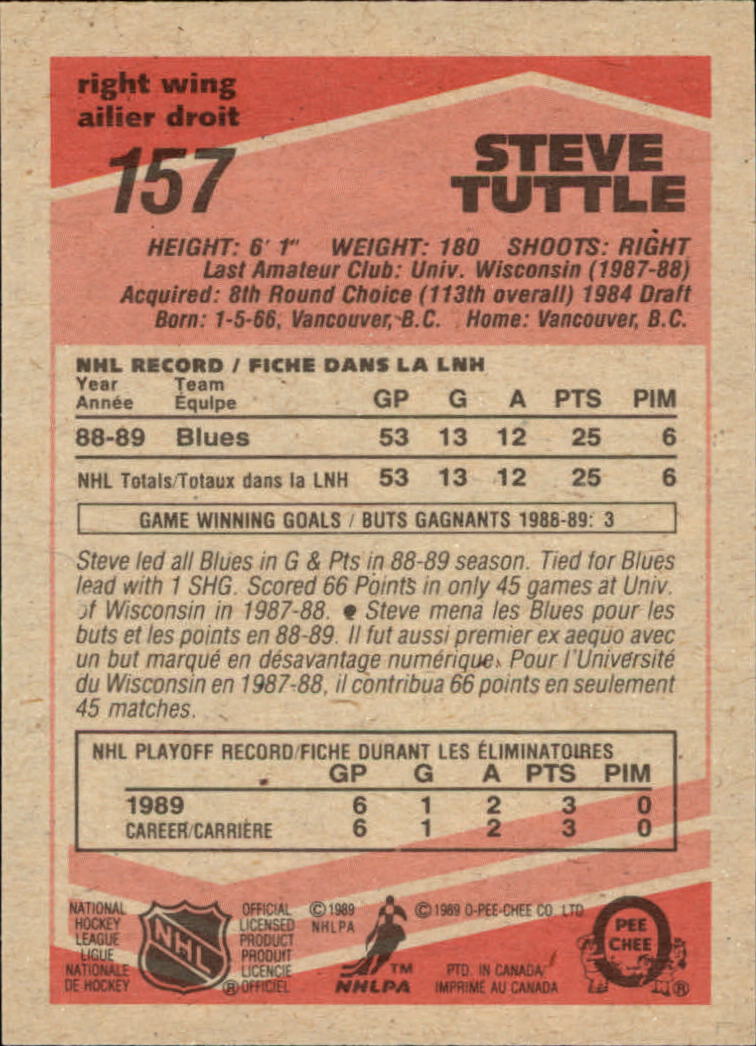 right wing
ailier droit
157
STEVE
TUTTLE
HEIGHT: 6' 1" WEIGHT: 180 SHOOTS: RIGHT
Last Amateur Club: Univ. Wisconsin (1987-88)
Acquired: 8th Round Choice (113th overall) 1984 Draft
Born: 1-5-66, Vancouver, B.C. Home: Vancouver, B.C.
NHL RECORD / FICHE DANS LA LNH
Year Team
Année Équipe GP G A PTS PIM
88-89 Blues 53 13 12 25 6
NHL Totals/Totaux dans la LNH 53 13 12 25 6
GAME WINNING GOALS / BUTS GAGNANTS 1988-89: 3
Steve led all Blues in G & Pts in 88-89 season. Tied for Blues
lead with 1 SHG. Scored 66 Points in only 45 games at Univ.
of Wisconsin in 1987-88. ● Steve mena les Blues pour les
buts et les points en 88-89. Il fut aussi premier ex aequo avec
un but marqué en désavantage numérique. Pour l'Université
du Wisconsin en 1987-88, il contribua 66 points en seulement
45 matches.
NHL PLAYOFF RECORD/FICHE DURANT LES ÉLIMINATOIRES
GP G A PTS PIM
1989 6 1 2 3 0
CAREER/CARRIÈRE 6 1 2 3 0
NATIONAL
HOCKEY
LEAGUE
LIGUE
NATIONALE
DE HOCKEY
NHL
OFFICIAL
LICENSED
PRODUCT
PRODUIT
LICENCIE
® OFFICIEL
© 1989
NHLPA
TM
NHLPA
© 1989 O-PEE-CHEE CO. LTD.
PTD. IN CANADA
IMPRIMÉ AU CANADA
O
PEE
CHEE
®